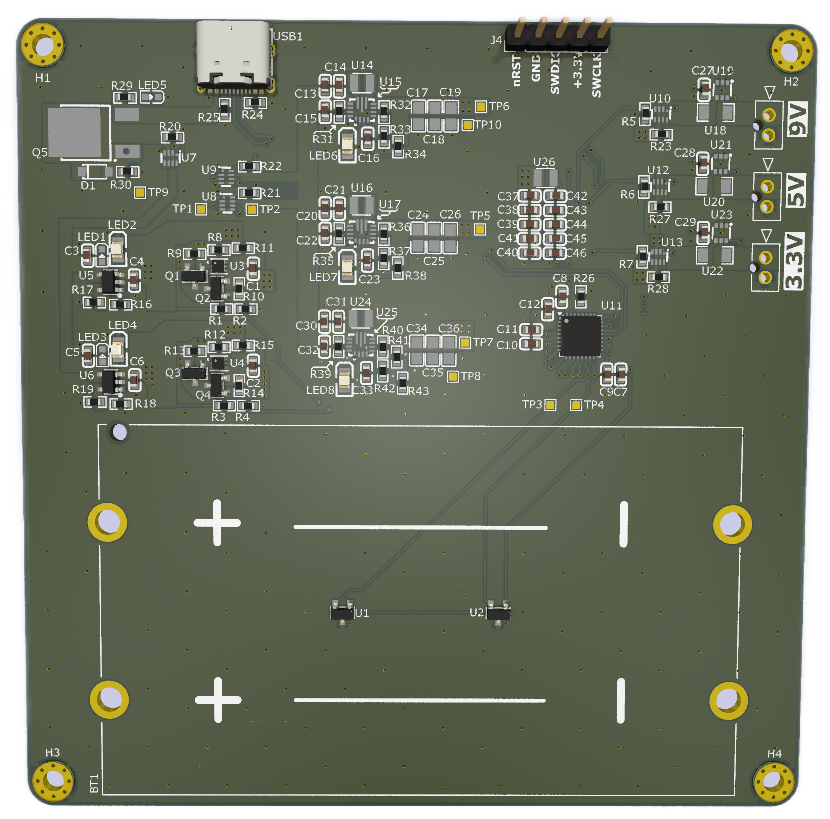 USB1
J4
nRST
GND
SWDIO
+3.3V
SWCLK
H1
H2
R29
LED5
R25
R24
Q5
R20
U7
D1
R30
TP9
U9
R22
U8
R21
TP1
TP2
C14
U14
U15
C13
C15
R31
LED6
C16
R32
R33
R34
C17
C19
C18
TP6
TP10
C21
U16
U17
C20
C22
R35
LED7
C23
R36
R37
R38
C24
C26
C25
TP5
C31
U24
U25
C30
C32
R39
LED8
C33
R40
R41
R42
R43
C34
C36
C35
TP7
TP8
U26
C37
C42
C38
C43
C39
C44
C41
C45
C40
C46
C8
R26
C12
U11
C11
C10
C9
C7
TP3
TP4
C27
U19
U10
R5
R23
U18
9V
C28
U21
U12
R6
R27
U20
5V
C29
U23
U13
R7
R28
U22
3.3V
LED1
LED2
C3
C4
U5
R17
R16
LED3
LED4
C5
C6
U6
R19
R18
R8
R9
R11
Q1
U3
Q2
C1
R10
R1
R2
R12
R13
R15
Q3
U4
Q4
C2
R14
R3
R4
+
−
U1
U2
+
−
H3
BT1
H4